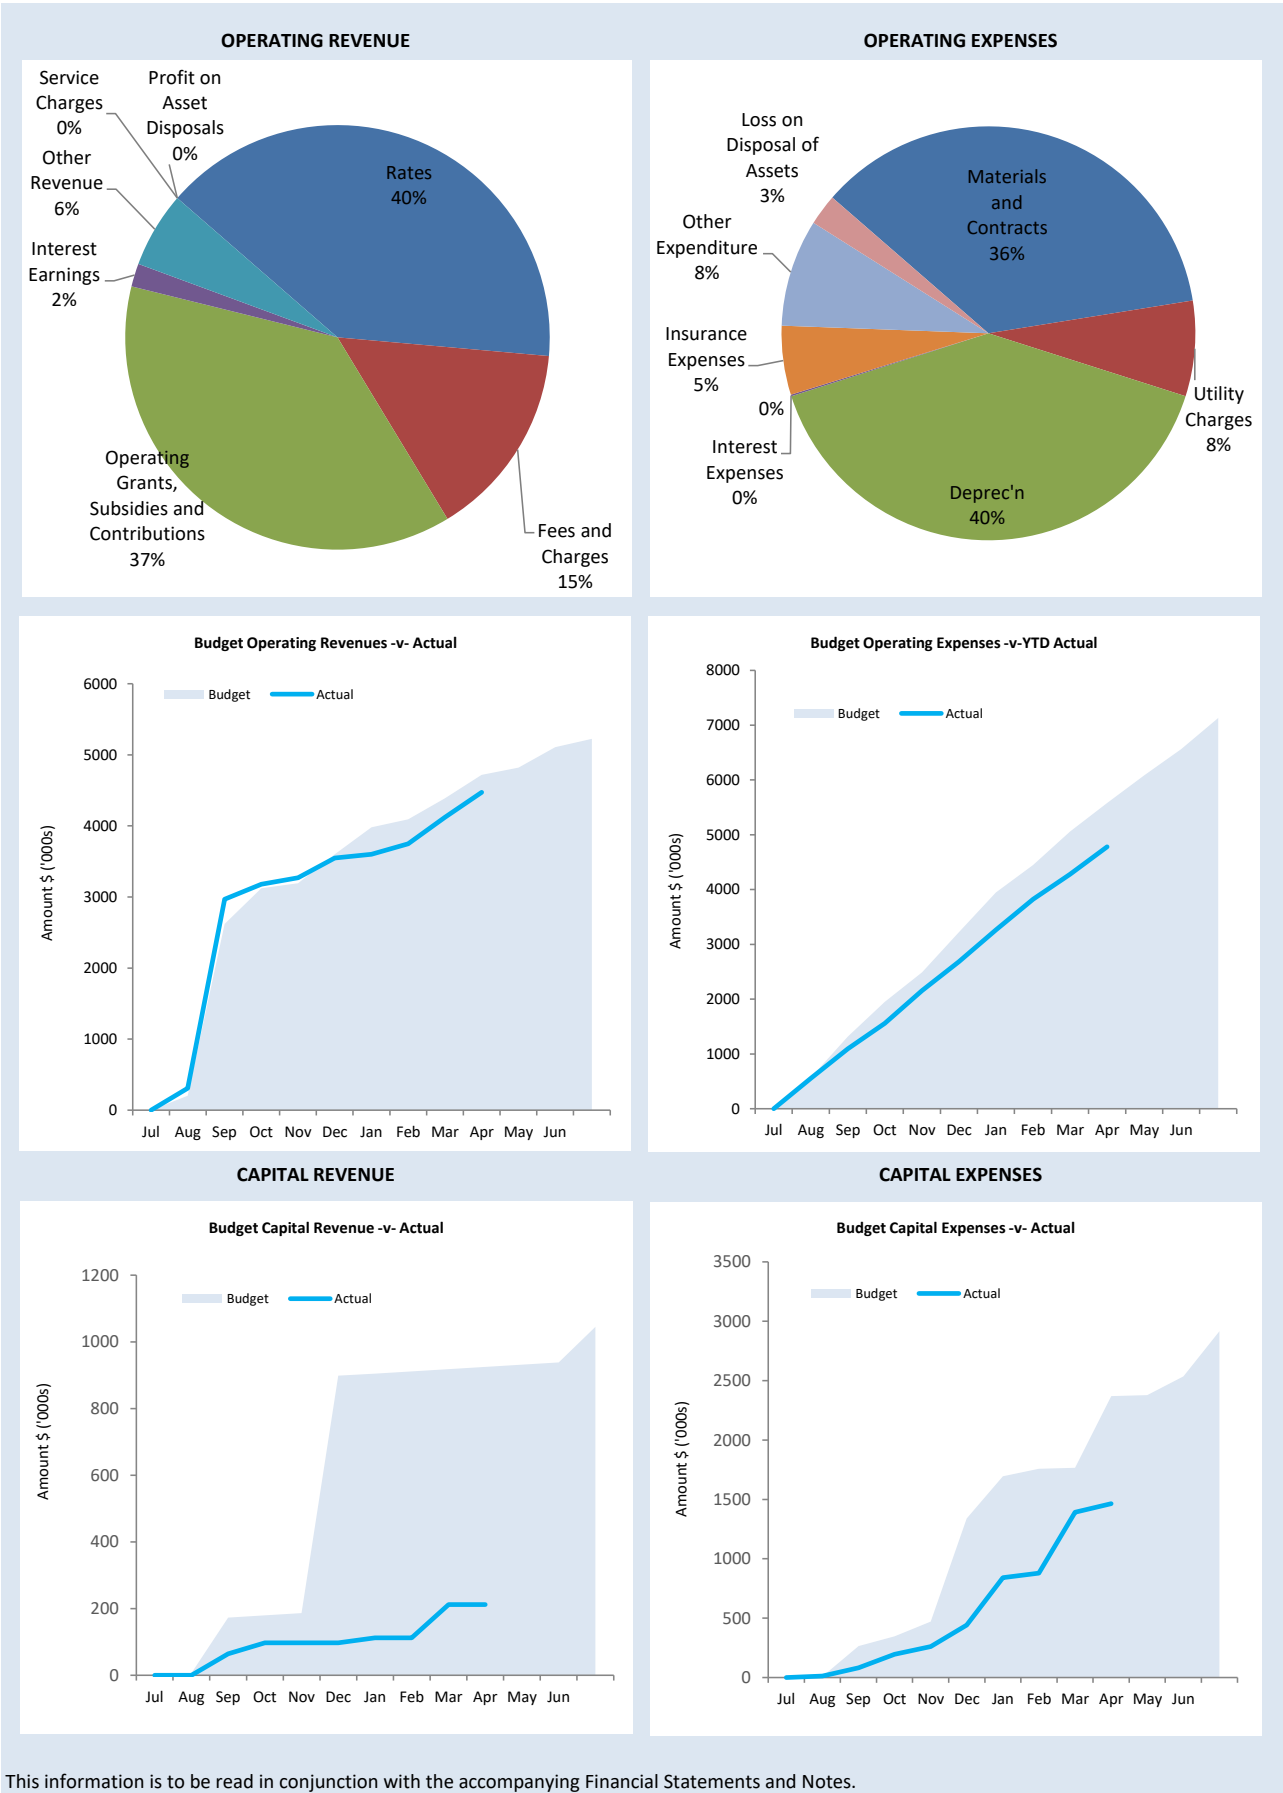 OPERATING REVENUE
Service
Charges
0%
Profit on
Asset
Disposals
0%
Other
Revenue
6%
Interest
Earnings
2%
Rates
40%
Operating
Grants,
Subsidies and
Contributions
37%
Fees and
Charges
15%
OPERATING EXPENSES
Loss on
Disposal of
Assets
3%
Other
Expenditure
8%
Insurance
Expenses
5%
0%
Interest
Expenses
0%
Materials
and
Contracts
36%
Utility
Charges
8%
Deprec'n
40%
Budget Operating Revenues -v- Actual
Budget Actual
Amount $ ('000s)
6000
5000
4000
3000
2000
1000
0
Jul Aug Sep Oct Nov Dec Jan Feb Mar Apr May Jun
Budget Operating Expenses -v-YTD Actual
Budget Actual
Amount $ ('000s)
8000
7000
6000
5000
4000
3000
2000
1000
0
Jul Aug Sep Oct Nov Dec Jan Feb Mar Apr May Jun
CAPITAL REVENUE
Budget Capital Revenue -v- Actual
Budget Actual
Amount $ ('000s)
1200
1000
800
600
400
200
0
Jul Aug Sep Oct Nov Dec Jan Feb Mar Apr May Jun
CAPITAL EXPENSES
Budget Capital Expenses -v- Actual
Budget Actual
Amount $ ('000s)
3500
3000
2500
2000
1500
1000
500
0
Jul Aug Sep Oct Nov Dec Jan Feb Mar Apr May Jun
This information is to be read in conjunction with the accompanying Financial Statements and Notes.